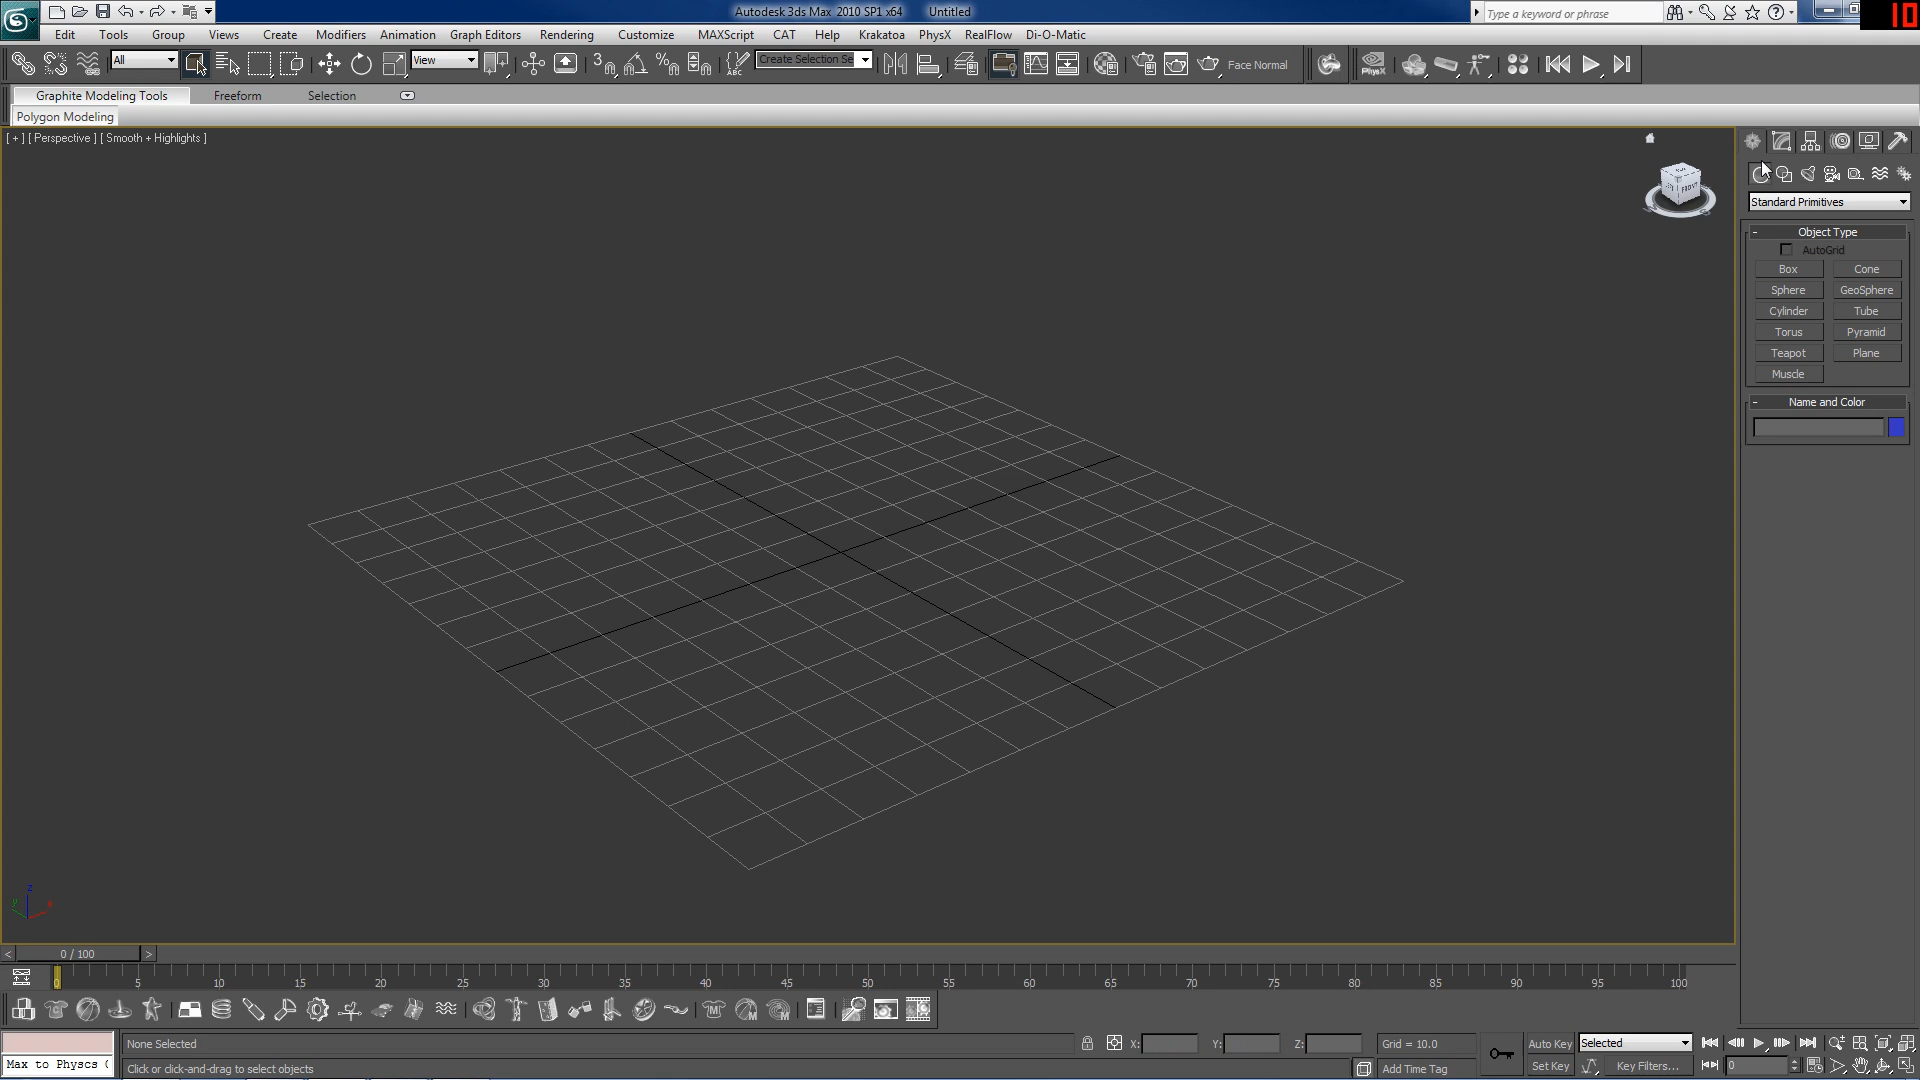 Autodesk 3ds Max 2010 SP1 x64 Untitled
Type a keyword or phrase
10
Edit Tools Group Views Create Modifiers Animation Graph Editors Rendering Customize MAXScript CAT Help Krakatoa PhysX RealFlow Di-O-Matic
All View 3 ABC Create Selection Se Face Normal PhysX
Graphite Modeling Tools Freeform Selection
Polygon Modeling
[ + ] [ Perspective ] [ Smooth + Highlights ]
FRONT
Standard Primitives
- Object Type
AutoGrid
Box Cone
Sphere GeoSphere
Cylinder Tube
Torus Pyramid
Teapot Plane
Muscle
- Name and Color
z
y x
< 0 / 100 >
0 5 10 15 20 25 30 35 40 45 50 55 60 65 70 75 80 85 90 95 100
None Selected X: Y: Z: Grid = 10.0 Auto Key Selected
Max to Physcs ( Click or click-and-drag to select objects Add Time Tag Set Key Key Filters... 0